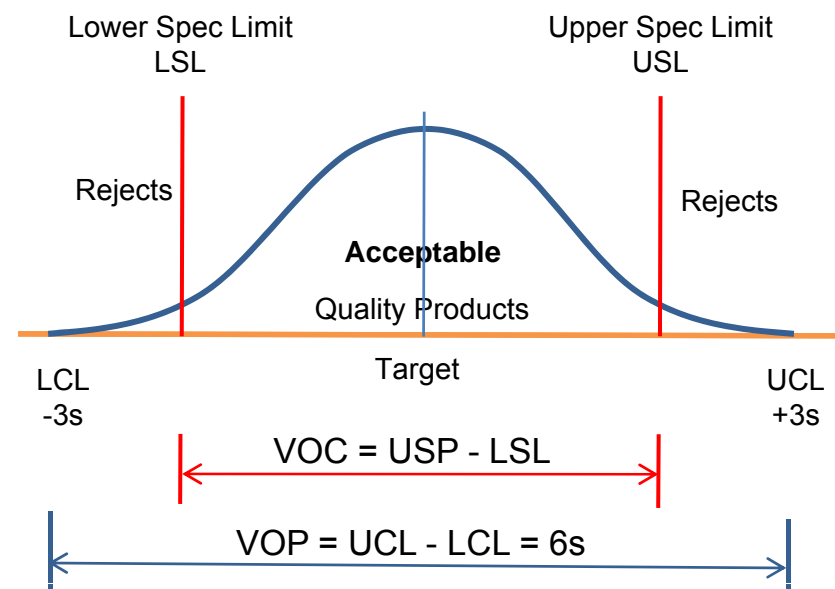 Lower Spec Limit
LSL
Upper Spec Limit
USL
Rejects
Rejects
Acceptable
Quality Products
Target
LCL
-3s
UCL
+3s
VOC = USP - LSL
VOP = UCL - LCL = 6s